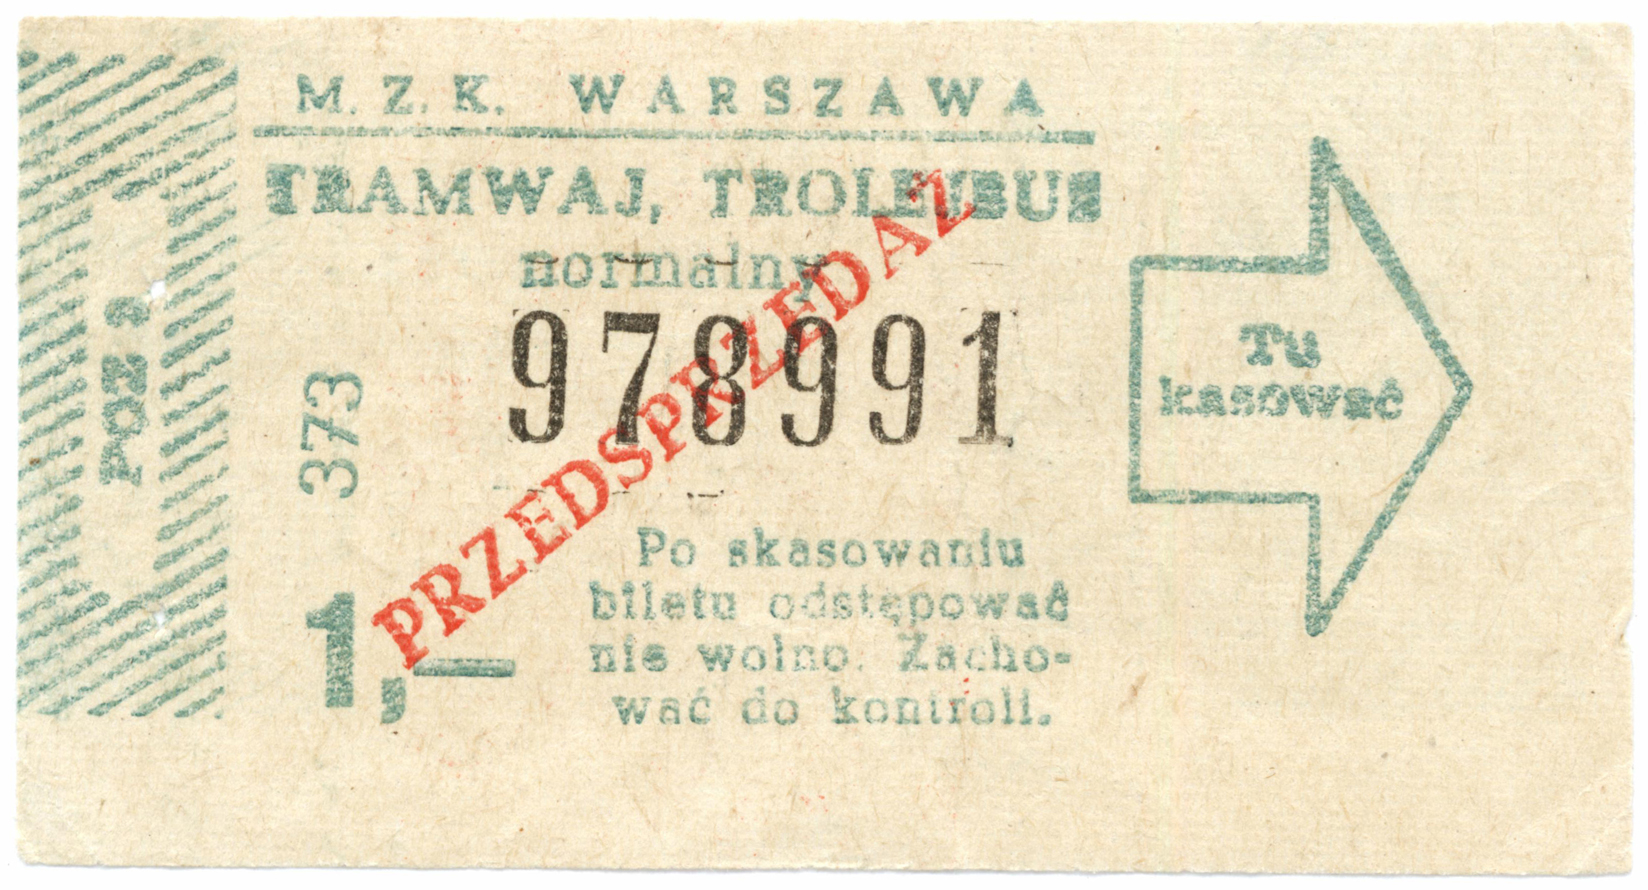 M. Z. K. WARSZAWA
TRAMWAJ, TROLEJBUS
normalny
978991
PRZEDSPRZEDAŻ
POZ 3
373
1,—
Po skasowaniu
biletu odstępować
nie wolno. Zacho-
wać do kontroli.
Tu
kasować